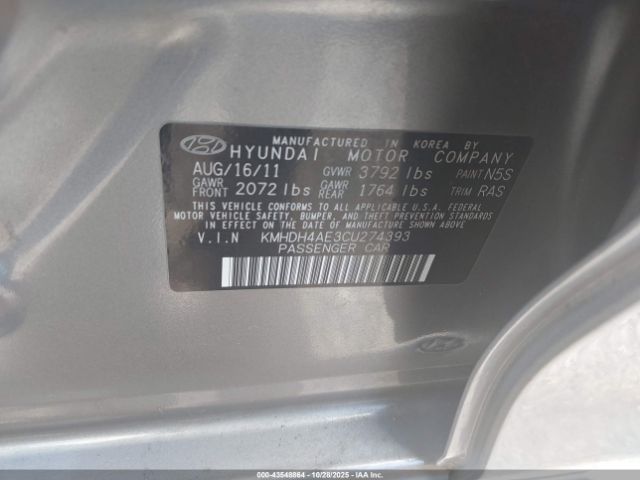 MANUFACTURED IN KOREA BY
HYUNDAI MOTOR COMPANY
AUG/16/11 GVWR 3792 lbs PAINT N5S
GAWR FRONT 2072 lbs GAWR REAR 1764 lbs TRIM RAS
THIS VEHICLE CONFORMS TO ALL APPLICABLE U.S.A. FEDERAL
MOTOR VEHICLE SAFETY, BUMPER, AND THEFT PREVENTION
STANDARDS IN EFFECT ON THE DATE OF MANUFACTURE SHOWN ABOVE.
V.I.N KMHDH4AE3CU274393
PASSENGER CAR
000-43548864 | 10/28/2025 | IAAI.com